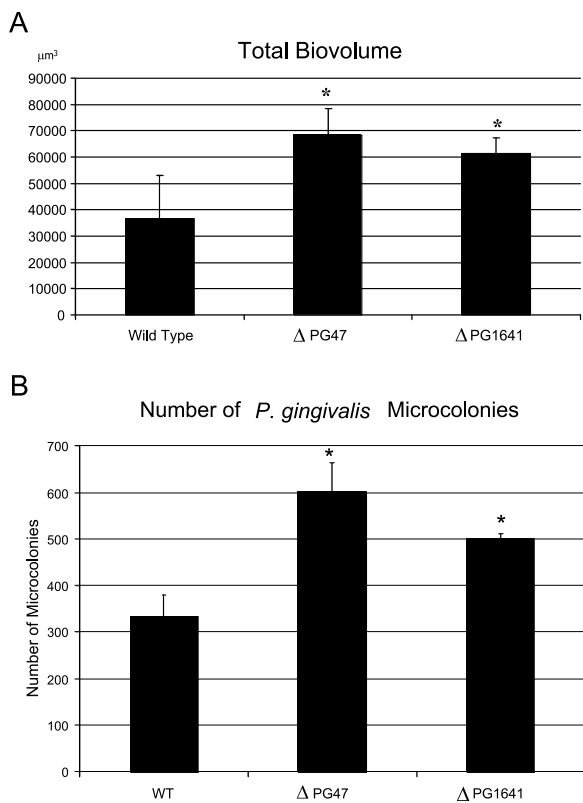 A
Total Biovolume
μm³
90000
80000
70000
60000
50000
40000
30000
20000
10000
0
*
*
Wild Type
Δ PG47
Δ PG1641
B
Number of P. gingivalis Microcolonies
Number of Microcolonies
700
600
500
400
300
200
100
0
*
*
WT
Δ PG47
Δ PG1641